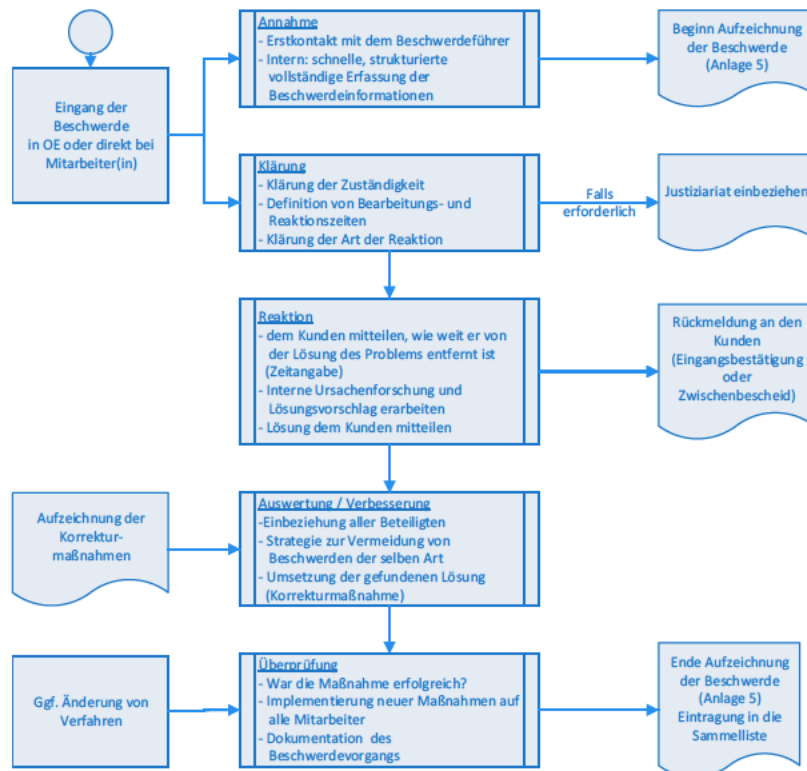 Eingang der
Beschwerde
in OE oder direkt bei
Mitarbeiter(in)
Annahme
- Erstkontakt mit dem Beschwerdeführer
- Intern: schnelle, strukturierte
vollständige Erfassung der
Beschwerdeinformationen
Beginn Aufzeichnung
der Beschwerde
(Anlage 5)
Klärung
- Klärung der Zuständigkeit
- Definition von Bearbeitungs- und
Reaktionszeiten
- Klärung der Art der Reaktion
Falls
erforderlich
Justiziariat einbeziehen
Reaktion
- dem Kunden mitteilen, wie weit er von
der Lösung des Problems entfernt ist
(Zeitangabe)
- Interne Ursachenforschung und
Lösungsvorschlag erarbeiten
- Lösung dem Kunden mitteilen
Rückmeldung an den
Kunden
(Eingangsbestätigung
oder
Zwischenbescheid)
Aufzeichnung der
Korrektur-
maßnahmen
Auswertung / Verbesserung
-Einbeziehung aller Beteiligten
- Strategie zur Vermeidung von
Beschwerden der selben Art
- Umsetzung der gefundenen Lösung
(Korrekturmaßnahme)
Ggf. Änderung von
Verfahren
Überprüfung
- War die Maßnahme erfolgreich?
- Implementierung neuer Maßnahmen auf
alle Mitarbeiter
- Dokumentation des
Beschwerdevorgangs
Ende Aufzeichnung
der Beschwerde
(Anlage 5)
Eintragung in die
Sammelliste